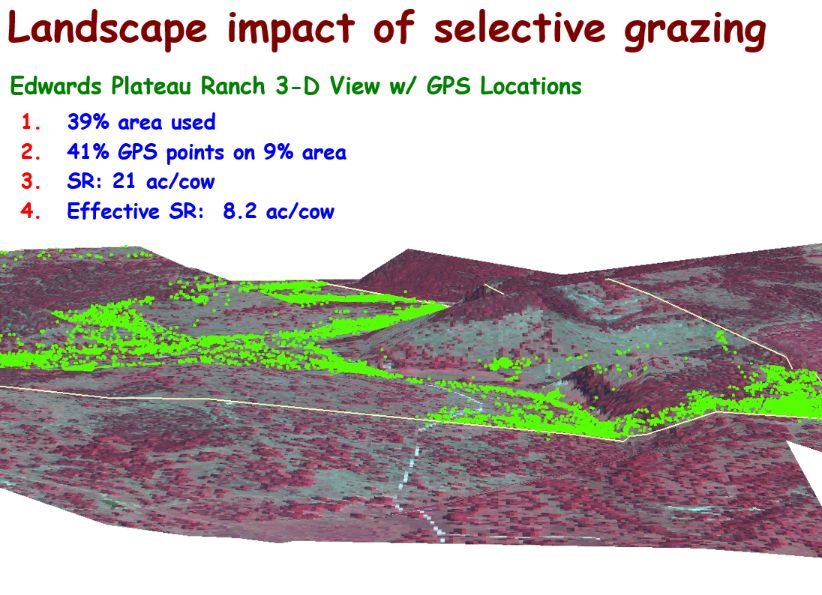 Landscape impact of selective grazing
Edwards Plateau Ranch 3-D View w/ GPS Locations
1. 39% area used
2. 41% GPS points on 9% area
3. SR: 21 ac/cow
4. Effective SR: 8.2 ac/cow